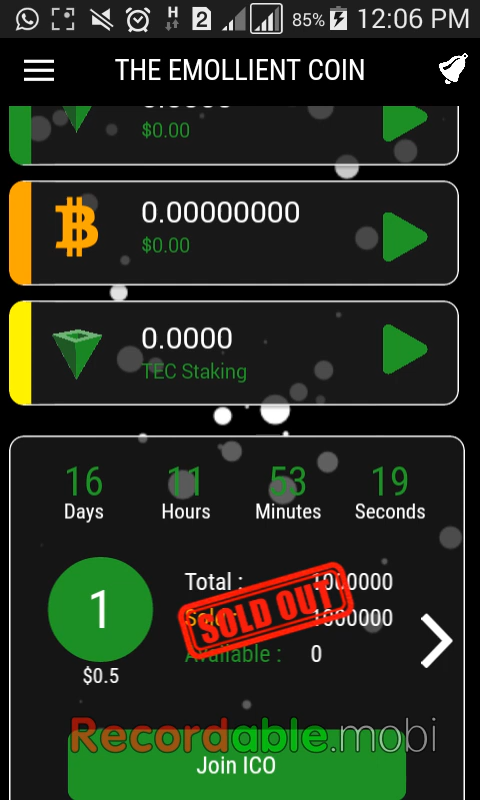 H 2 85% 12:06 PM
THE EMOLLIENT COIN
$0.00
0.00000000
$0.00
0.0000
TEC Staking
16 11 53 19
Days Hours Minutes Seconds
1
$0.5
Total : 1000000
Sale : 1000000
SOLD OUT
Available : 0
Recordable.mobi
Join ICO